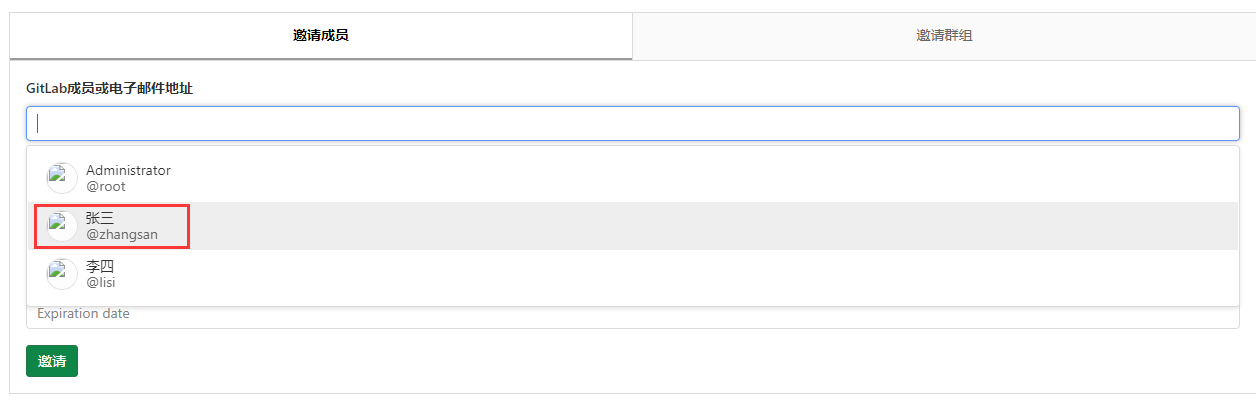 邀请成员
邀请群组
GitLab成员或电子邮件地址
Administrator
@root
张三
@zhangsan
李四
@lisi
Expiration date
邀请